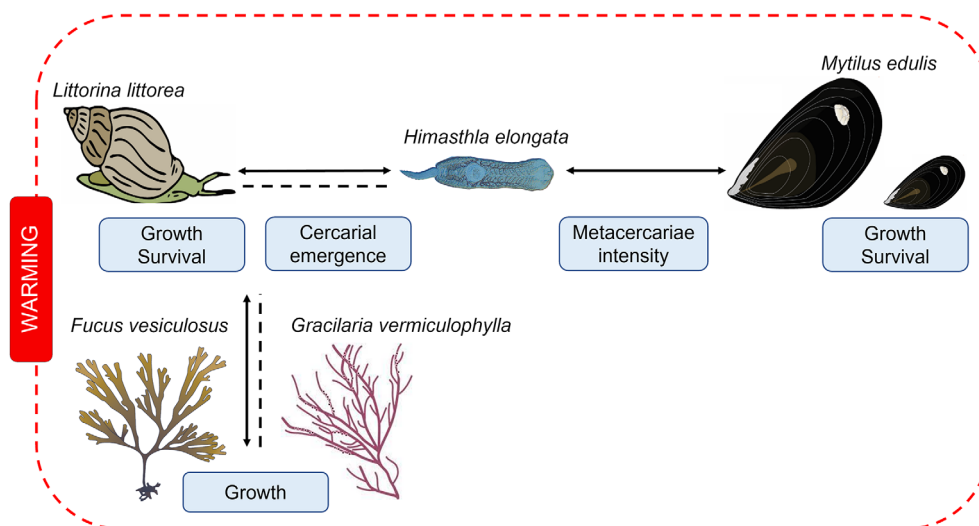 Mytilus edulis
Littorina littorea
Himasthla elongata
Growth
Survival
Cercarial
emergence
Metacercariae
intensity
Growth
Survival
WARMING
Fucus vesiculosus
Gracilaria vermiculophylla
Growth